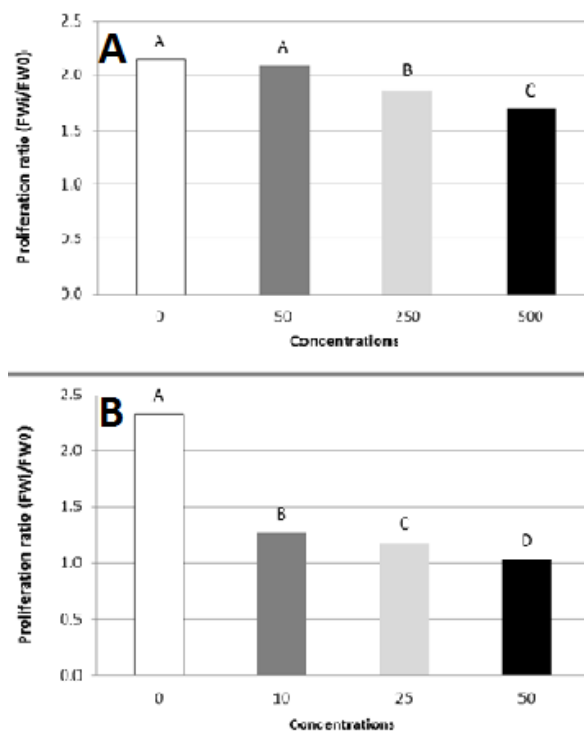 A
Proliferation ratio (FWi/FW0)
2.5
2.0
1.5
1.0
0.5
0.0
A
A
B
C
0
50
250
500
Concentrations
B
Proliferation ratio (FWi/FW0)
2.5
2.0
1.5
1.0
0.5
0.0
A
B
C
D
0
10
25
50
Concentrations